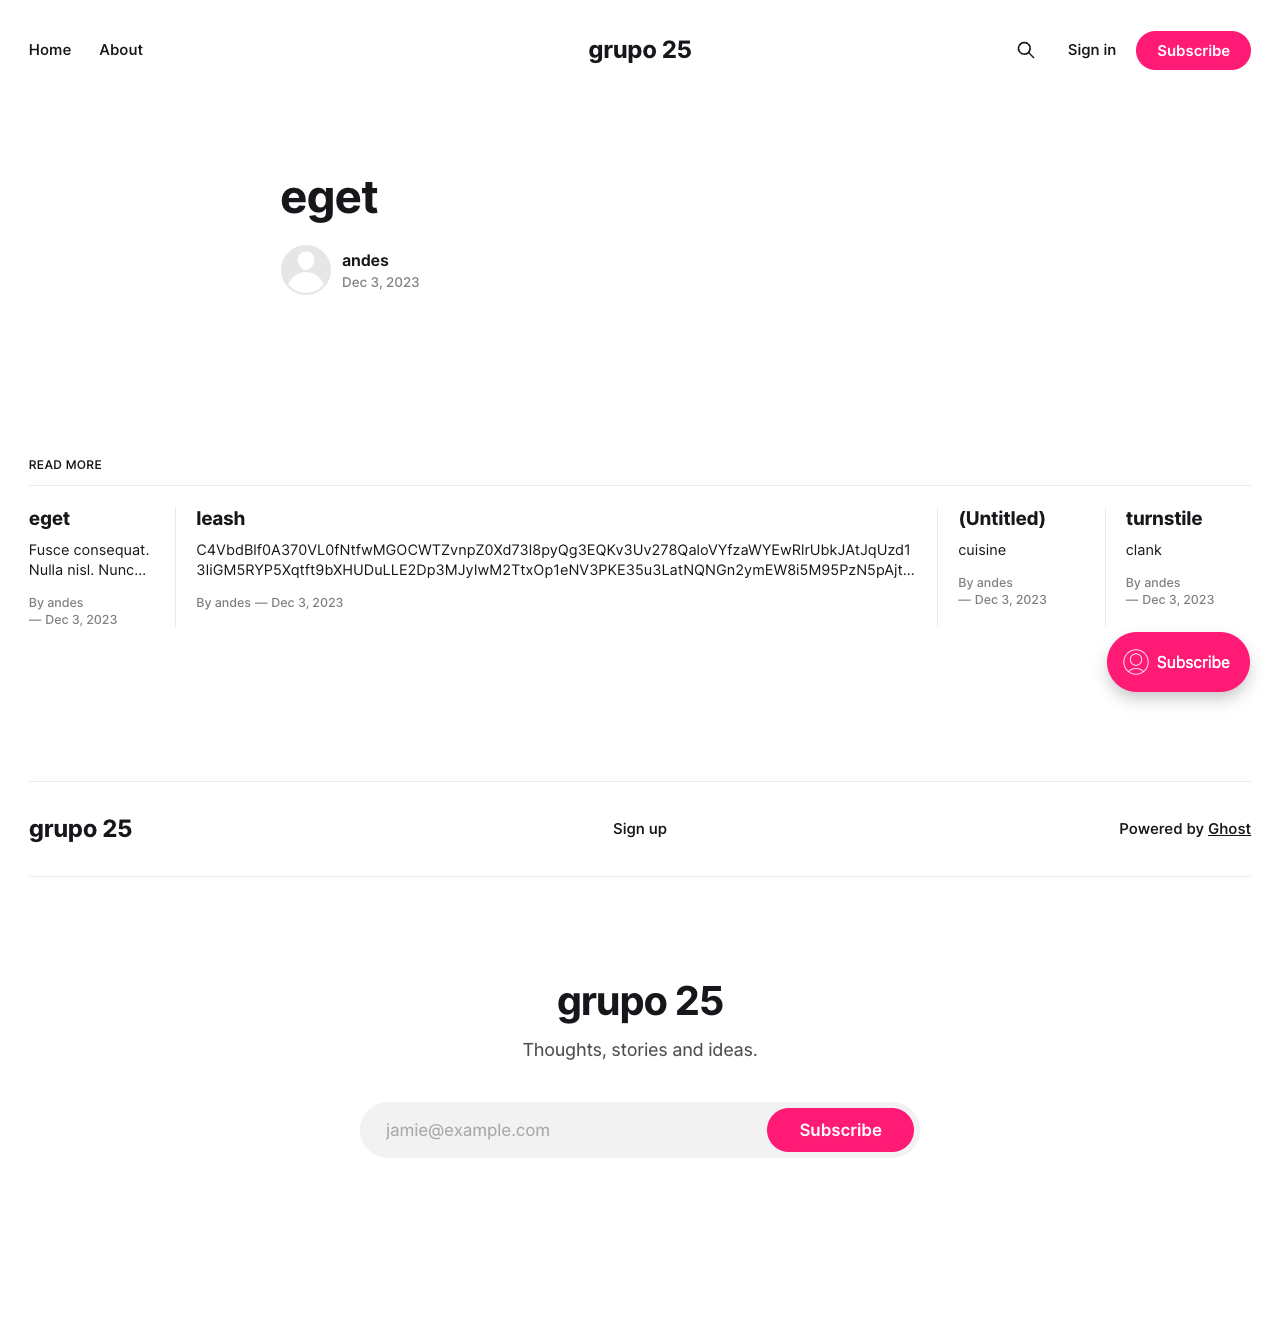 Home About grupo 25 Sign in Subscribe
eget
andes
Dec 3, 2023
READ MORE
eget
Fusce consequat.
Nulla nisl. Nunc...
By andes
— Dec 3, 2023
leash
By andes — Dec 3, 2023
(Untitled)
cuisine
By andes
— Dec 3, 2023
turnstile
clank
By andes
— Dec 3, 2023
Subscribe
grupo 25 Sign up Powered by Ghost
grupo 25
Thoughts, stories and ideas.
jamie@example.com Subscribe